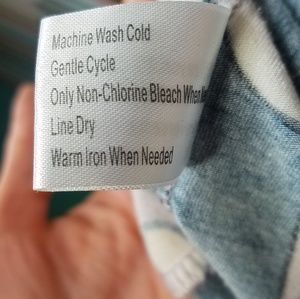 Machine Wash Cold
Gentle Cycle
Only Non-Chlorine Bleach When
Line Dry
Warm Iron When Needed